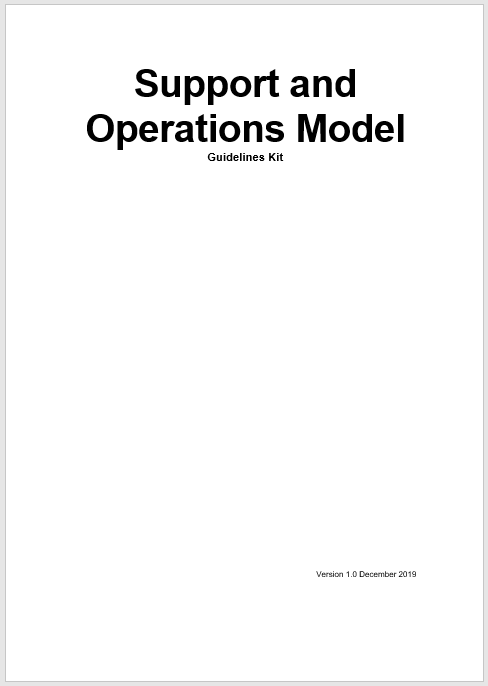 Support and
Operations Model
Guidelines Kit
Version 1.0 December 2019